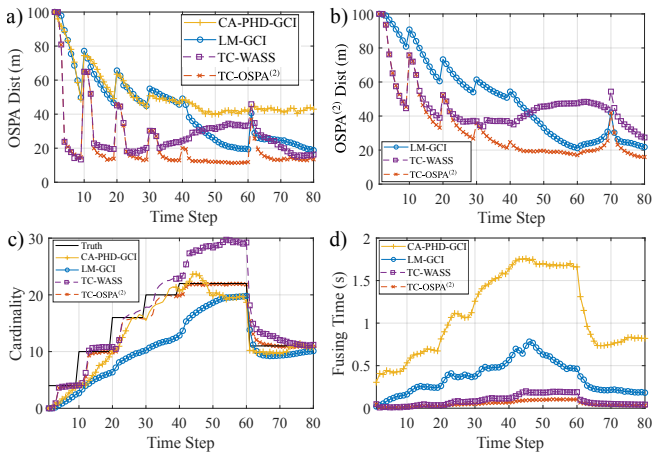 a)
OSPA Dist (m)
100
80
60
40
20
0
10 20 30 40 50 60 70 80
Time Step
CA-PHD-GCI
LM-GCI
TC-WASS
TC-OSPA⁽²⁾
b)
OSPA⁽²⁾ Dist (m)
100
80
60
40
20
0
10 20 30 40 50 60 70 80
Time Step
LM-GCI
TC-WASS
TC-OSPA⁽²⁾
c)
Cardinality
30
20
10
0
10 20 30 40 50 60 70 80
Time Step
Truth
CA-PHD-GCI
LM-GCI
TC-WASS
TC-OSPA⁽²⁾
d)
Fusing Time (s)
2
1.5
1
0.5
0
10 20 30 40 50 60 70 80
Time Step
CA-PHD-GCI
LM-GCI
TC-WASS
TC-OSPA⁽²⁾